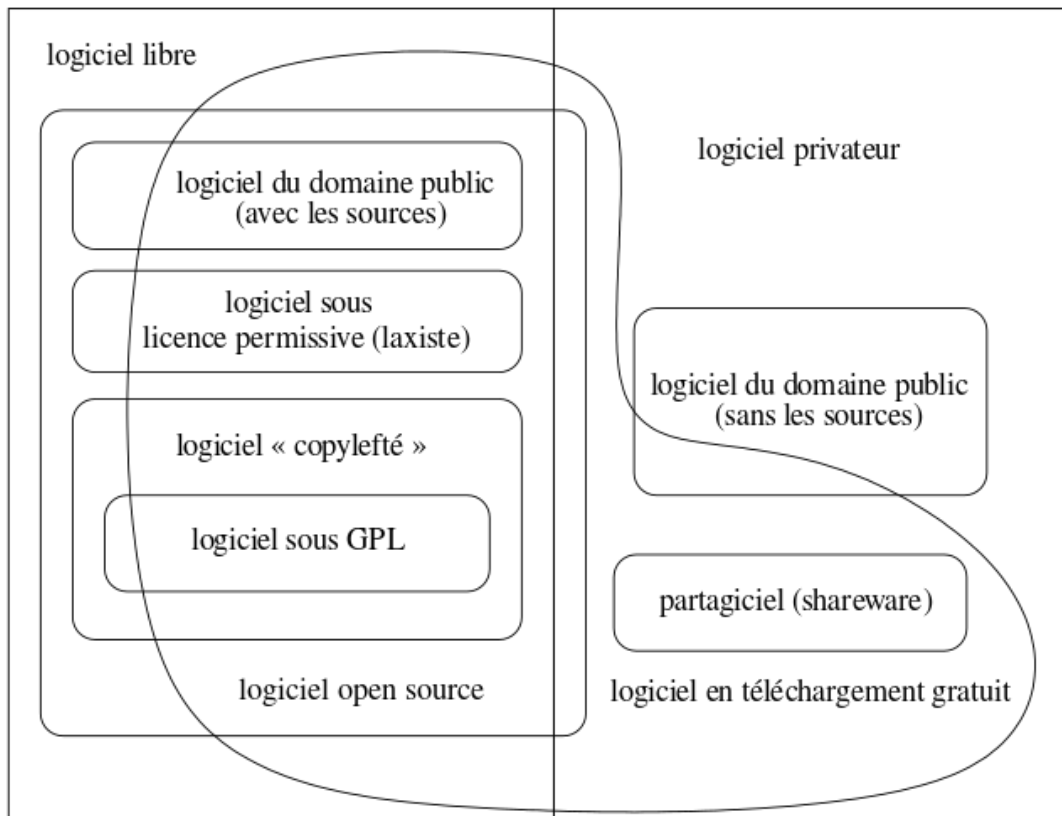 logiciel libre
logiciel privateur
logiciel du domaine public
(avec les sources)
logiciel sous
licence permissive (laxiste)
logiciel du domaine public
(sans les sources)
logiciel « copylefté »
logiciel sous GPL
partagiciel (shareware)
logiciel open source
logiciel en téléchargement gratuit